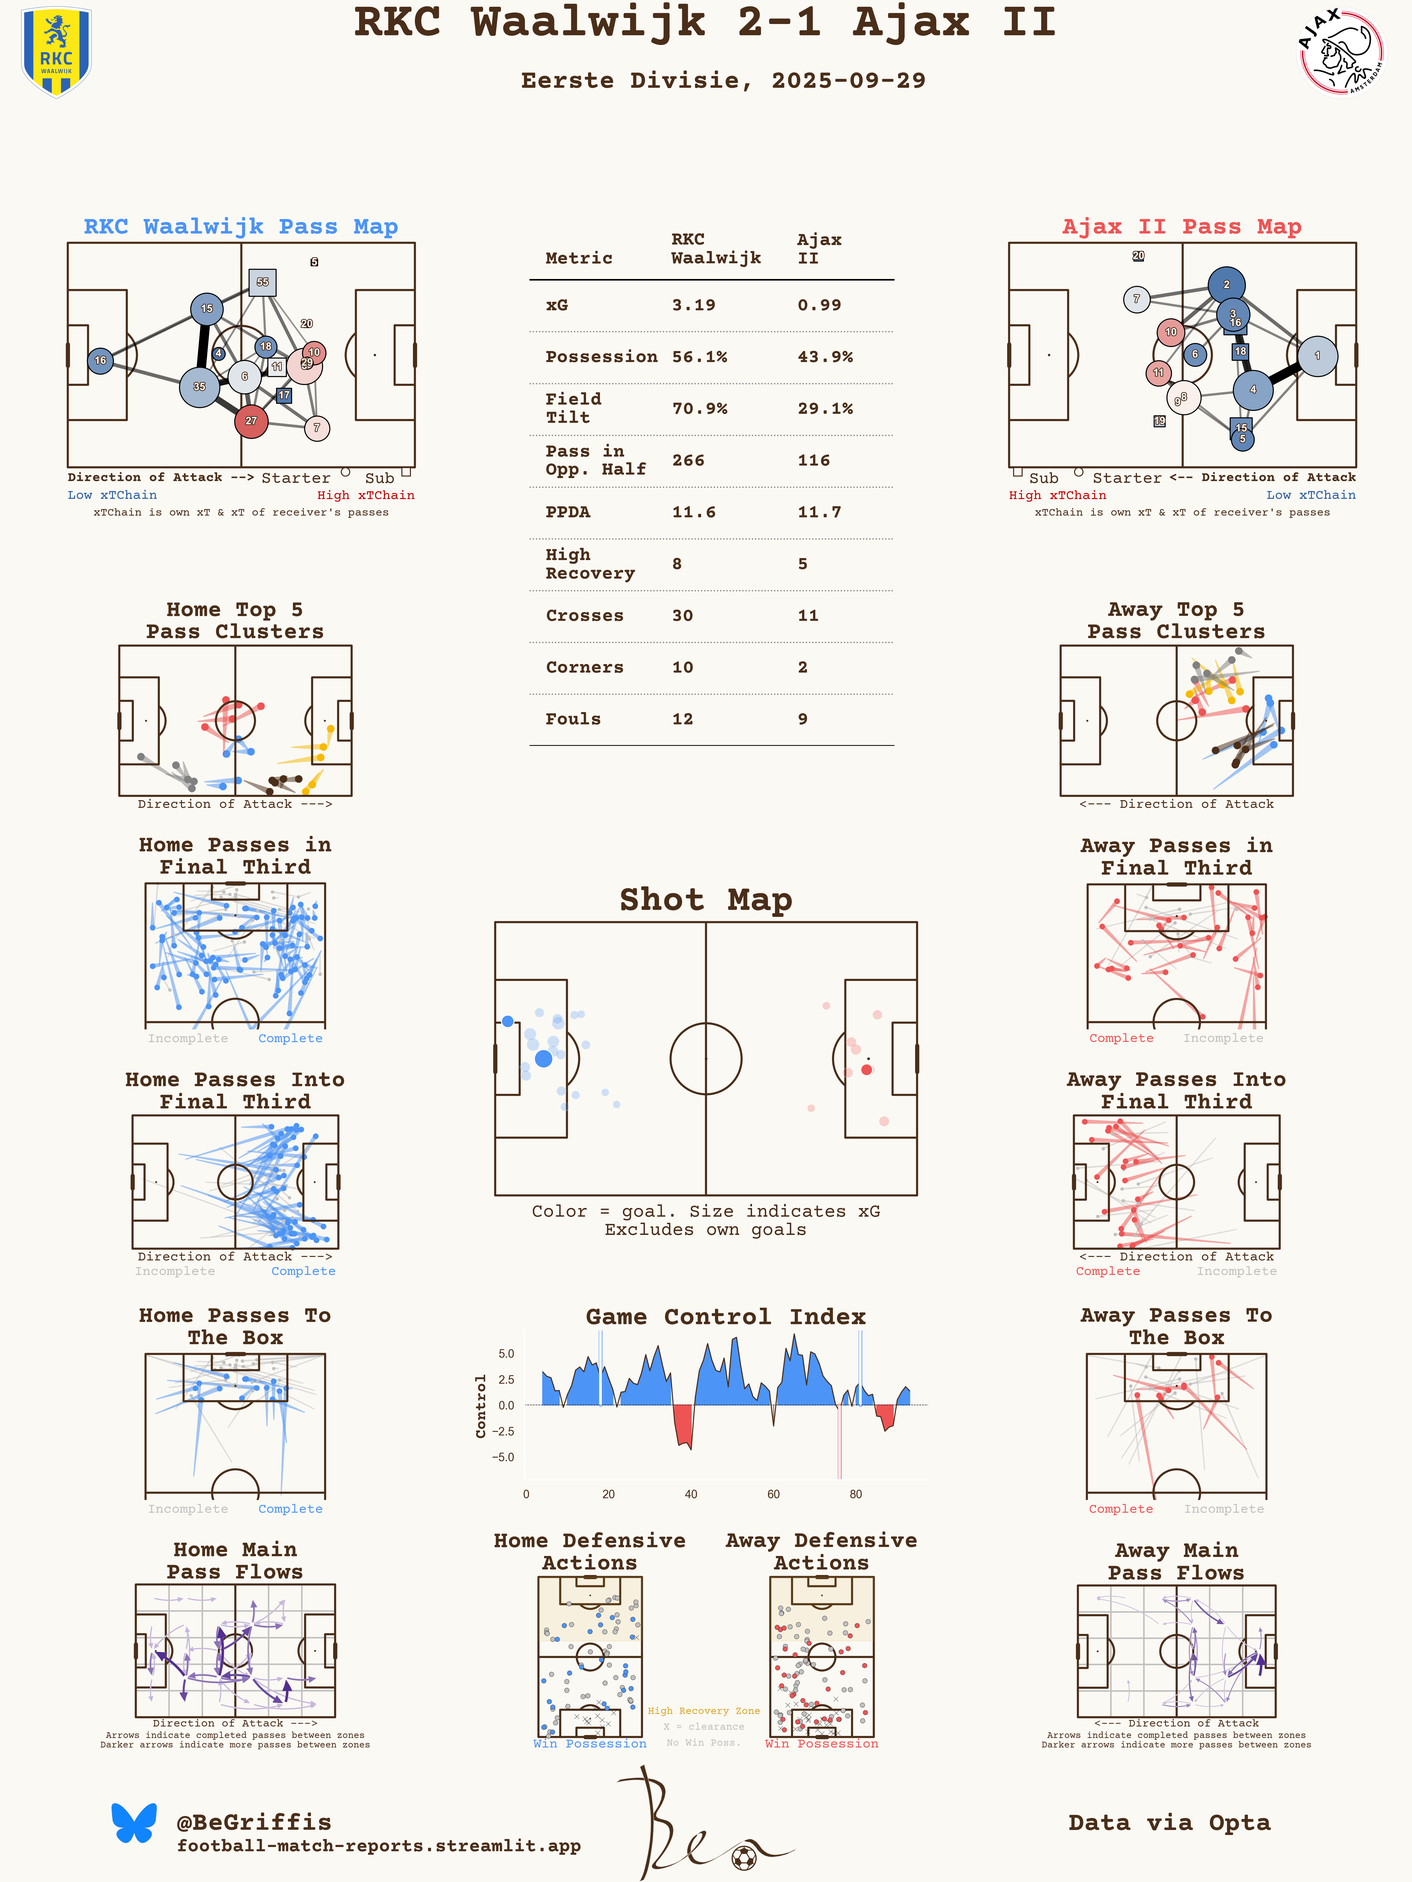 RKC Waalwijk 2-1 Ajax II
Eerste Divisie, 2025-09-29
RKC
WAALWIJK
AJAX
AMSTERDAM
RKC Waalwijk Pass Map
5
55
15
20
4
18
10
16
11
29
6
35
17
27
7
Direction of Attack --> Starter Sub
Low xTChain High xTChain
xTChain is own xT & xT of receiver's passes
Metric RKC Waalwijk Ajax II
xG 3.19 0.99
Possession 56.1% 43.9%
Field Tilt 70.9% 29.1%
Pass in Opp. Half 266 116
PPDA 11.6 11.7
High Recovery 8 5
Crosses 30 11
Corners 10 2
Fouls 12 9
Ajax II Pass Map
20
2
7
3
16
10
18
6
1
11
4
8
9
19
15
5
Sub Starter <-- Direction of Attack
High xTChain Low xTChain
xTChain is own xT & xT of receiver's passes
Home Top 5
Pass Clusters
Direction of Attack --->
Away Top 5
Pass Clusters
<--- Direction of Attack
Home Passes in
Final Third
Incomplete Complete
Away Passes in
Final Third
Complete Incomplete
Shot Map
Color = goal. Size indicates xG
Excludes own goals
Home Passes Into
Final Third
Direction of Attack --->
Incomplete Complete
Away Passes Into
Final Third
<--- Direction of Attack
Complete Incomplete
Home Passes To
The Box
Incomplete Complete
Game Control Index
Control
5.0
2.5
0.0
−2.5
−5.0
0 20 40 60 80
Away Passes To
The Box
Complete Incomplete
Home Main
Pass Flows
Direction of Attack --->
Arrows indicate completed passes between zones
Darker arrows indicate more passes between zones
Home Defensive
Actions
Win Possession
High Recovery Zone
X = clearance
No Win Poss.
Away Defensive
Actions
Win Possession
Away Main
Pass Flows
<--- Direction of Attack
Arrows indicate completed passes between zones
Darker arrows indicate more passes between zones
@BeGriffis
football-match-reports.streamlit.app
Ben
Data via Opta